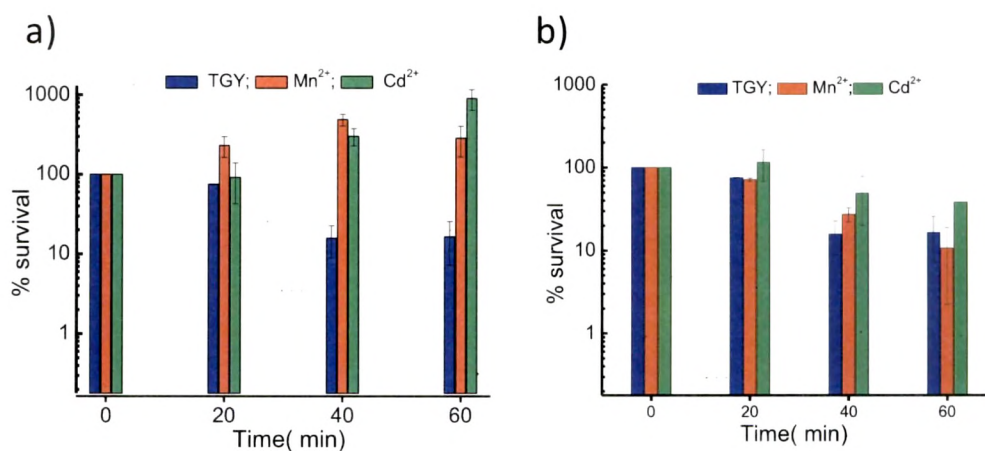 a)
TGY; Mn²⁺; Cd²⁺
1000
100
10
1
% survival
0 20 40 60
Time( min)
b)
TGY; Mn²⁺; Cd²⁺
1000
100
10
1
% survival
0 20 40 60
Time( min)